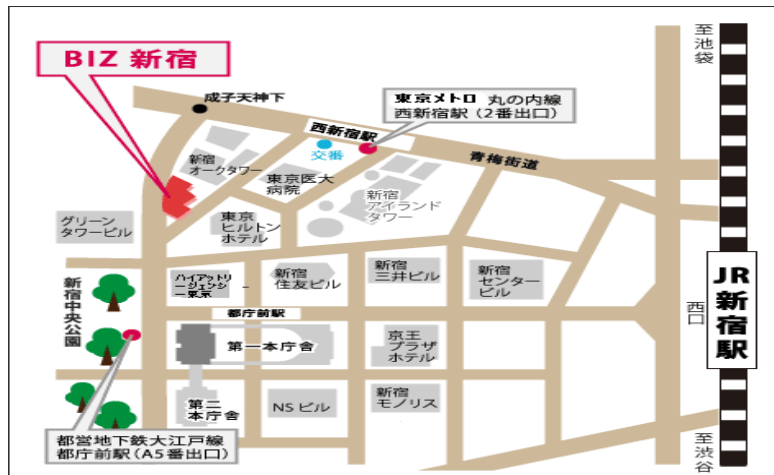 BIZ 新宿
成子天神下
東京メトロ 丸の内線
西新宿駅(2番出口)
西新宿駅
交番
青梅街道
新宿
オークタワー
東京医大
病院
新宿
アイランド
タワー
グリーン
タワービル
東京
ヒルトン
ホテル
新宿中央公園
ハイアットリ
ージェンシ
ー東京
新宿
住友ビル
新宿
三井ビル
新宿
センター
ビル
都庁前駅
第一本庁舎
京王
プラザ
ホテル
第二
本庁舎
NSビル
新宿
モノリス
都営地下鉄大江戸線
都庁前駅(A5番出口)
至池袋
JR新宿駅
西口
至渋谷